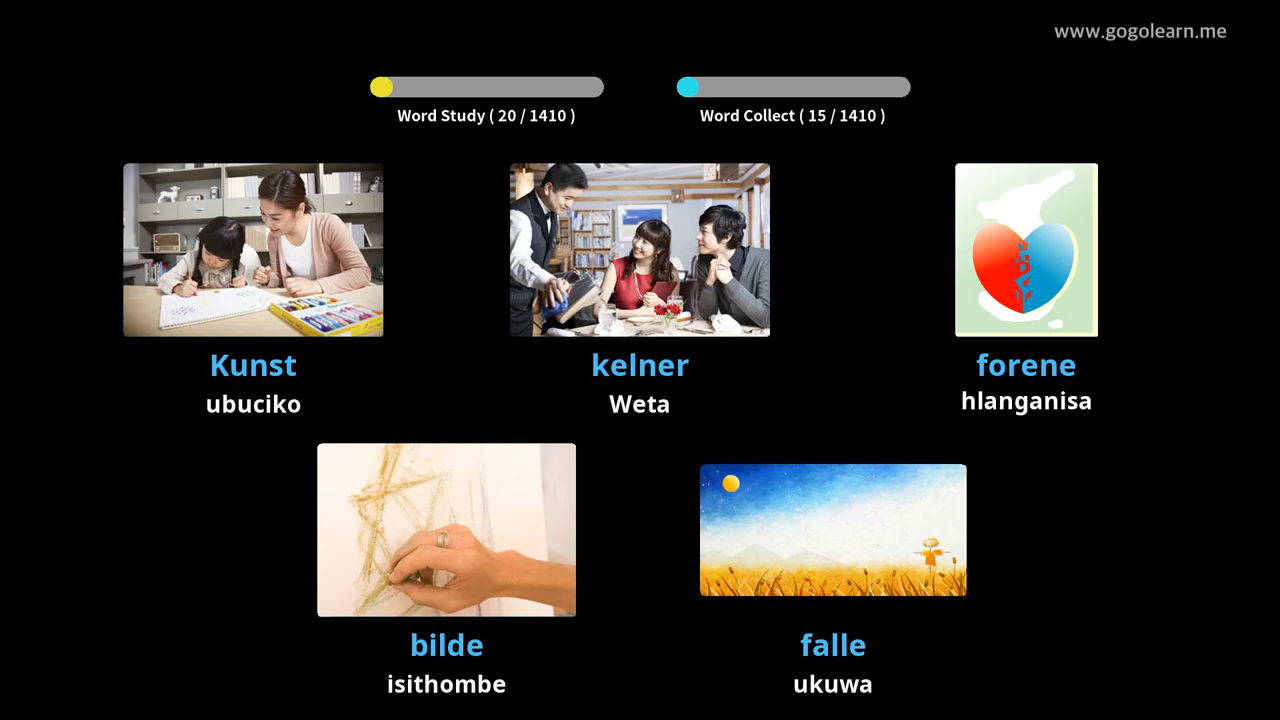 www.gogolearn.me
Word Study ( 20 / 1410 )
Word Collect ( 15 / 1410 )
Kunst
ubuciko
kelner
Weta
forene
hlanganisa
bilde
isithombe
falle
ukuwa